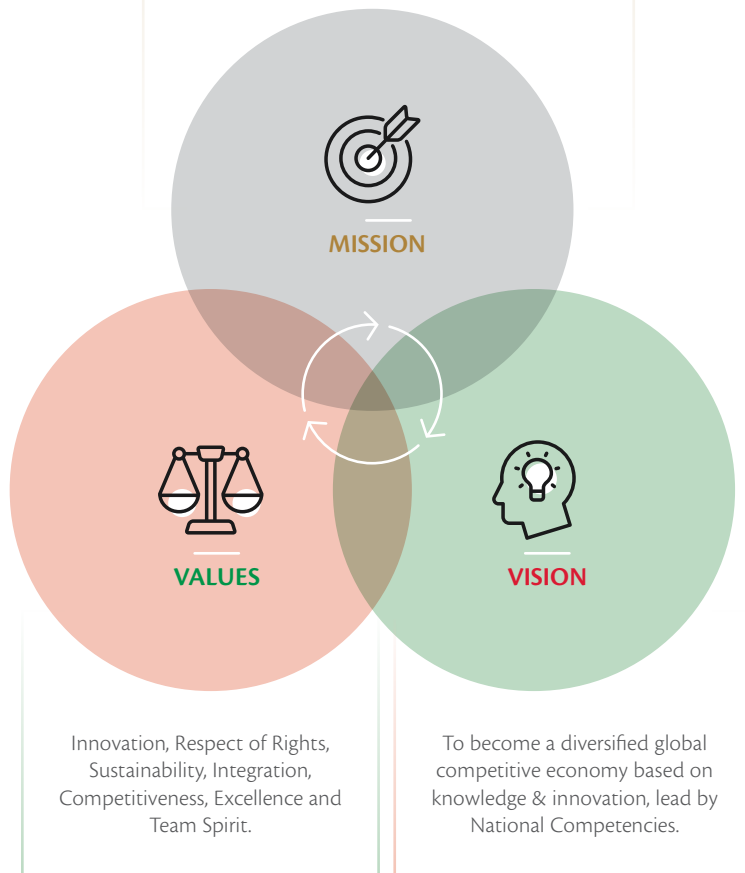 MISSION
VALUES
VISION
Innovation, Respect of Rights,
Sustainability, Integration,
Competitiveness, Excellence and
Team Spirit.
To become a diversified global
competitive economy based on
knowledge & innovation, lead by
National Competencies.